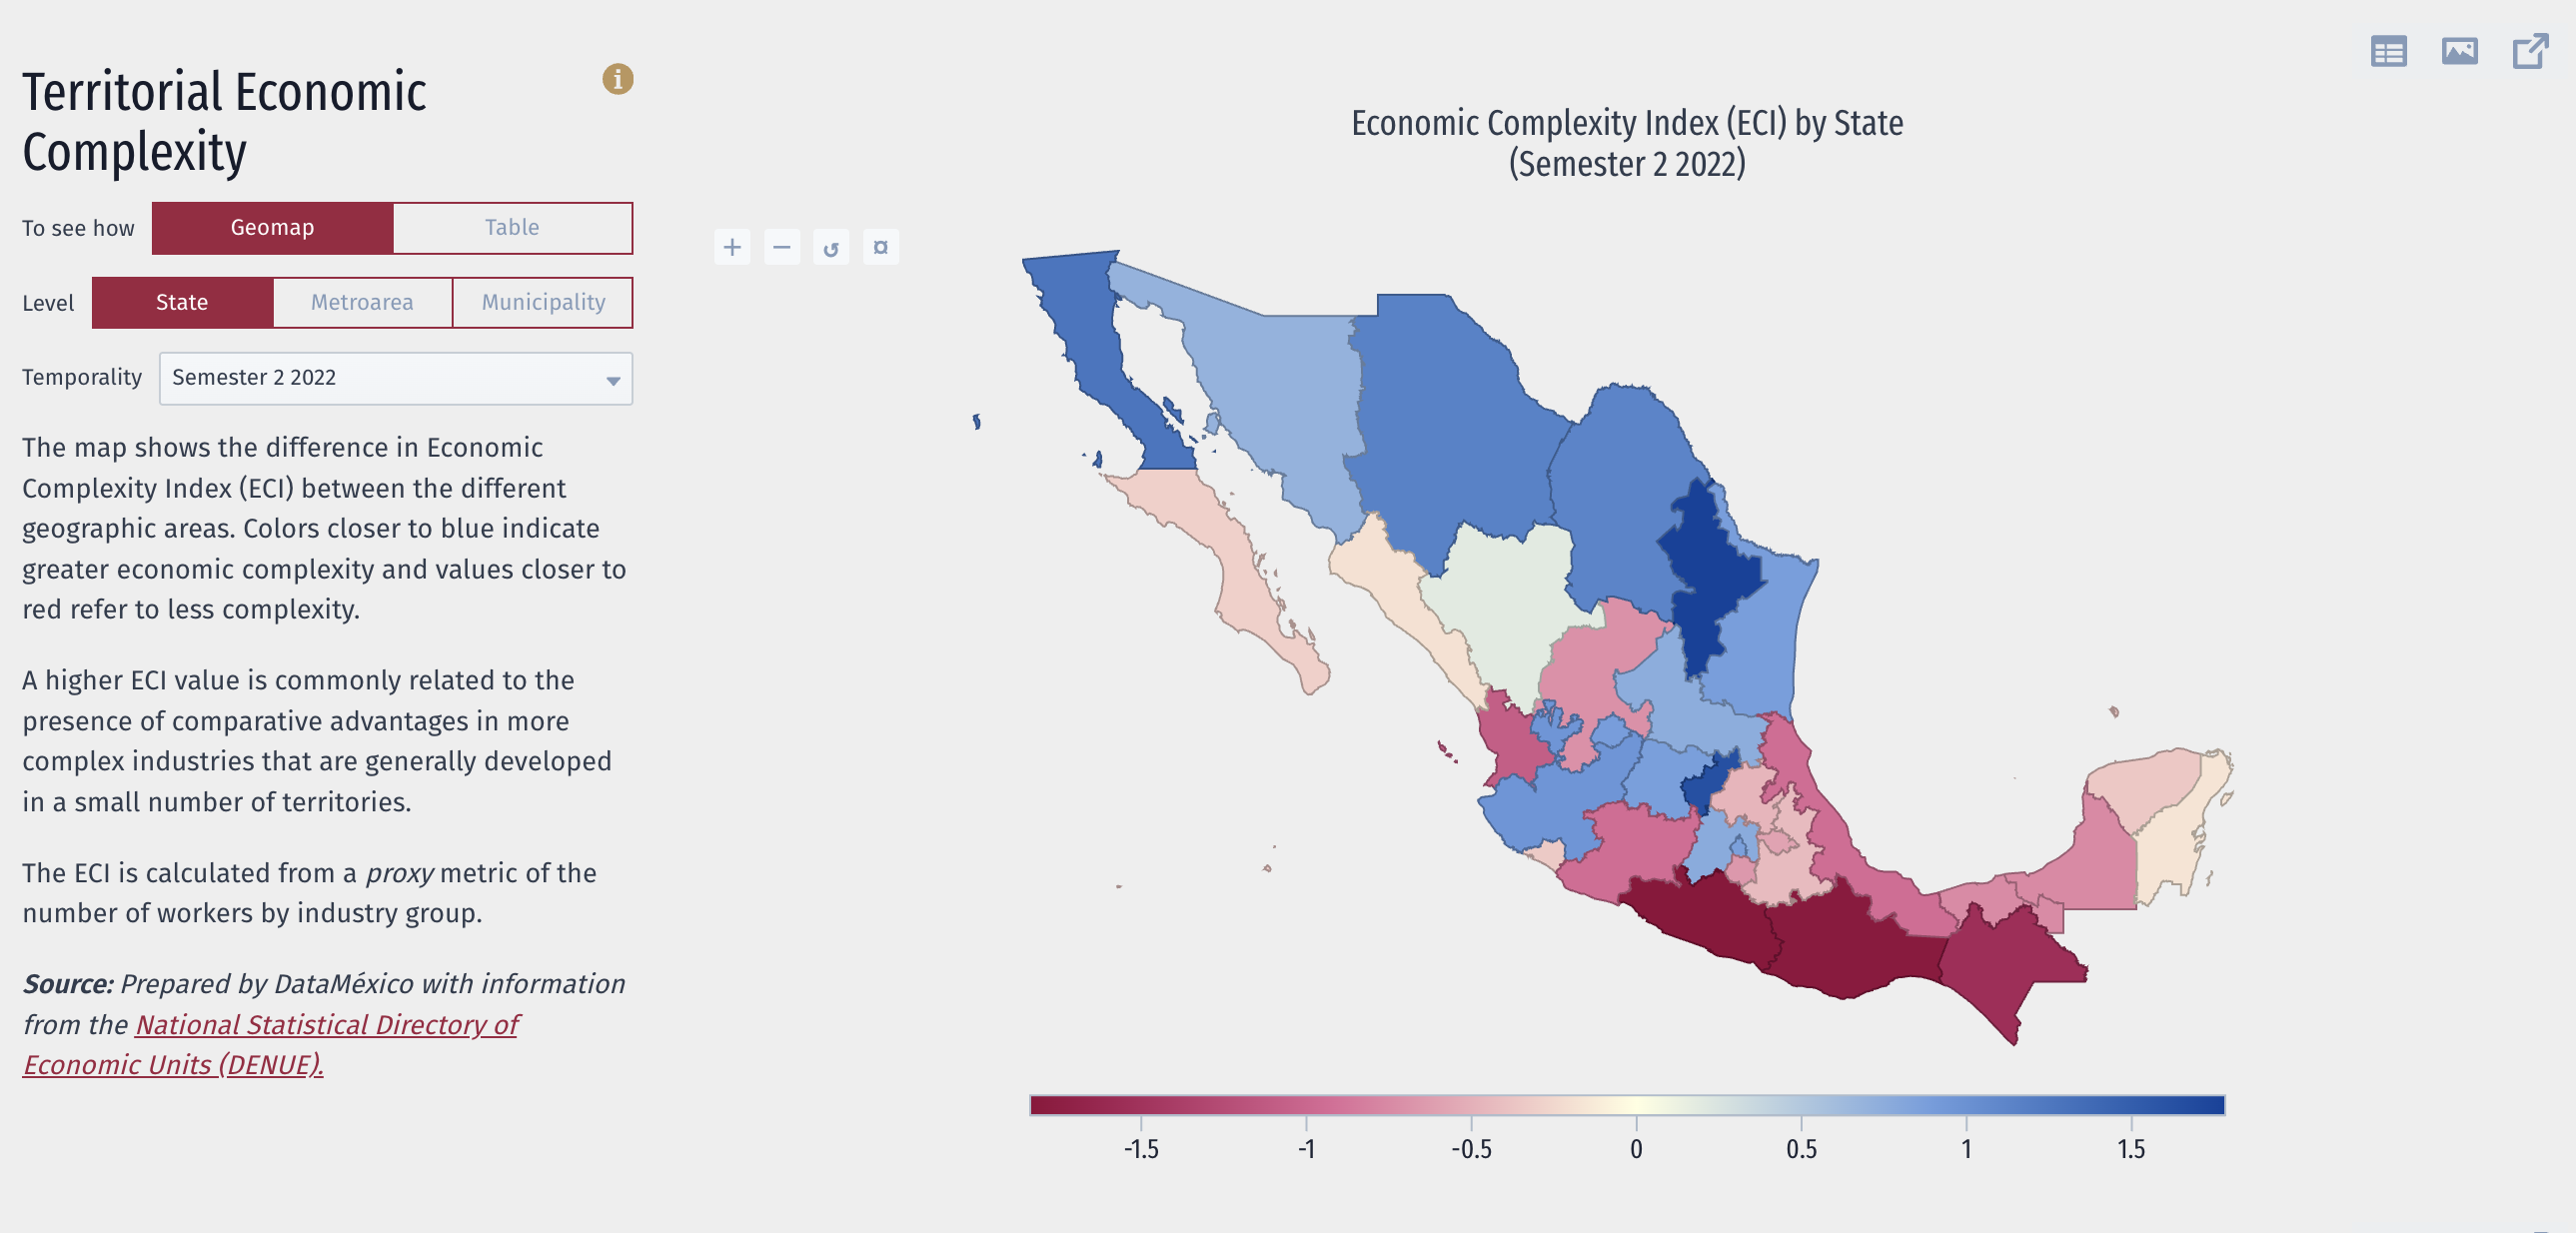 Territorial Economic
Complexity
To see how
Geomap
Table
Level
State
Metroarea
Municipality
Temporality
Semester 2 2022
The map shows the difference in Economic
Complexity Index (ECI) between the different
geographic areas. Colors closer to blue indicate
greater economic complexity and values closer to
red refer to less complexity.
A higher ECI value is commonly related to the
presence of comparative advantages in more
complex industries that are generally developed
in a small number of territories.
The ECI is calculated from a proxy metric of the
number of workers by industry group.
Source: Prepared by DataMéxico with information
from the National Statistical Directory of
Economic Units (DENUE).
Economic Complexity Index (ECI) by State
(Semester 2 2022)
-1.5
-1
-0.5
0
0.5
1
1.5